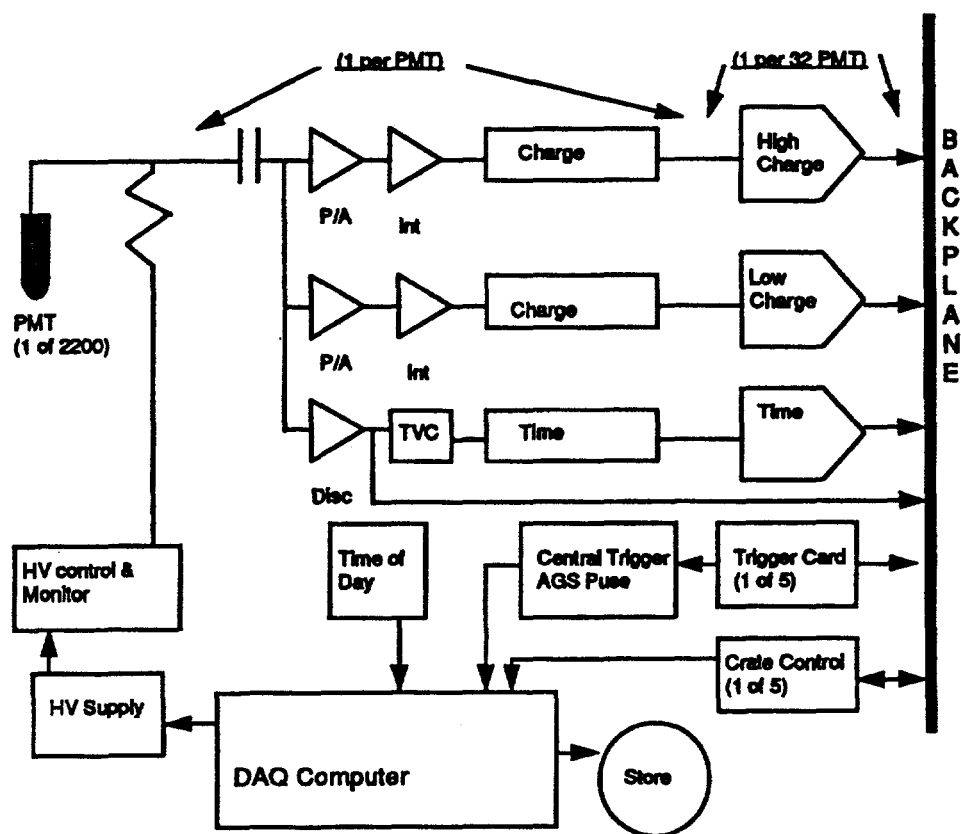 (1 per PMT)
(1 per 32 PMT)
Charge
High
Charge
P/A
Int
PMT
(1 of 2200)
Charge
Low
Charge
P/A
Int
TVC
Time
Time
Disc
BACKPLANE
HV control &
Monitor
Time of
Day
Central Trigger
AGS Puse
Trigger Card
(1 of 5)
Crate Control
(1 of 5)
HV Supply
DAQ Computer
Store